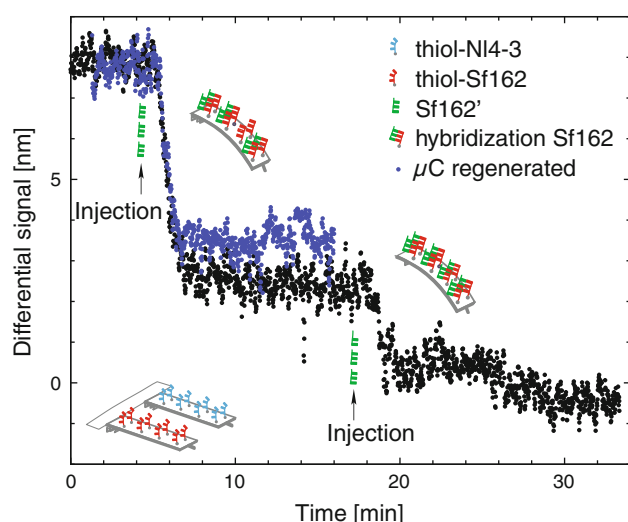 thiol-Nl4-3
thiol-Sf162
Sf162’
hybridization Sf162
μC regenerated
Injection
Injection
Differential signal [nm]
5
0
0
10
20
30
Time [min]